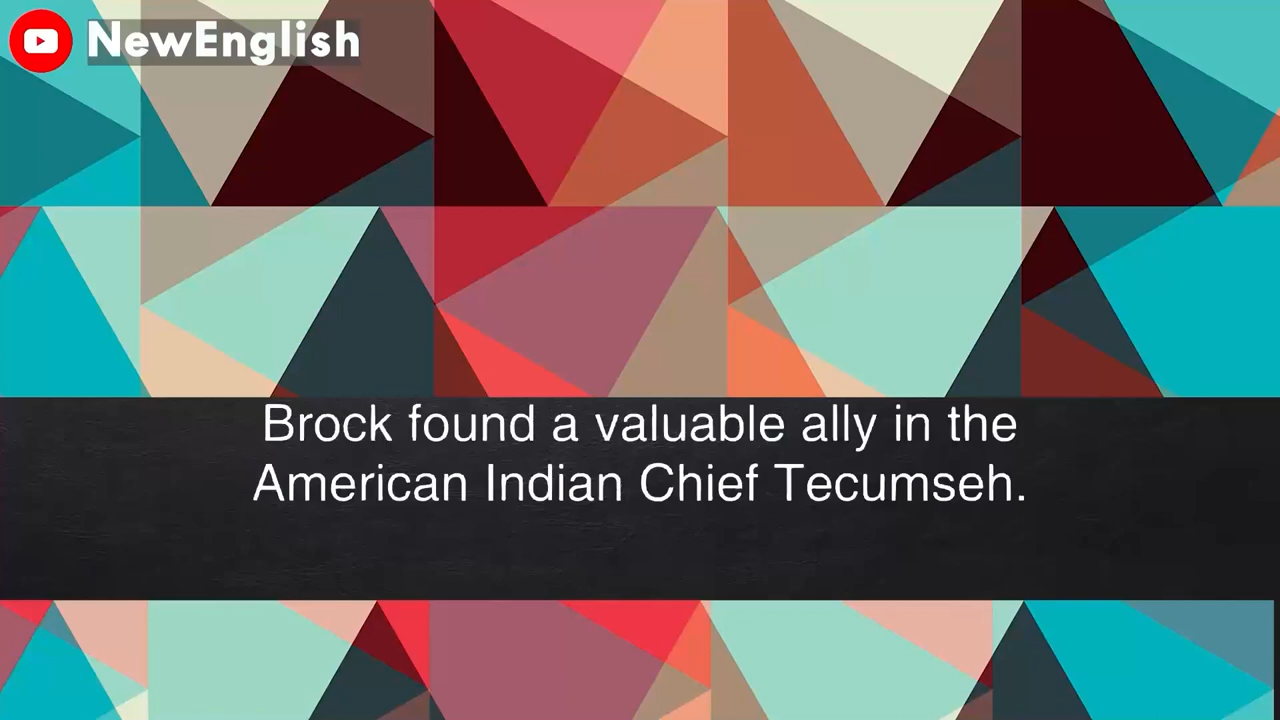 NewEnglish
Brock found a valuable ally in the
American Indian Chief Tecumseh.